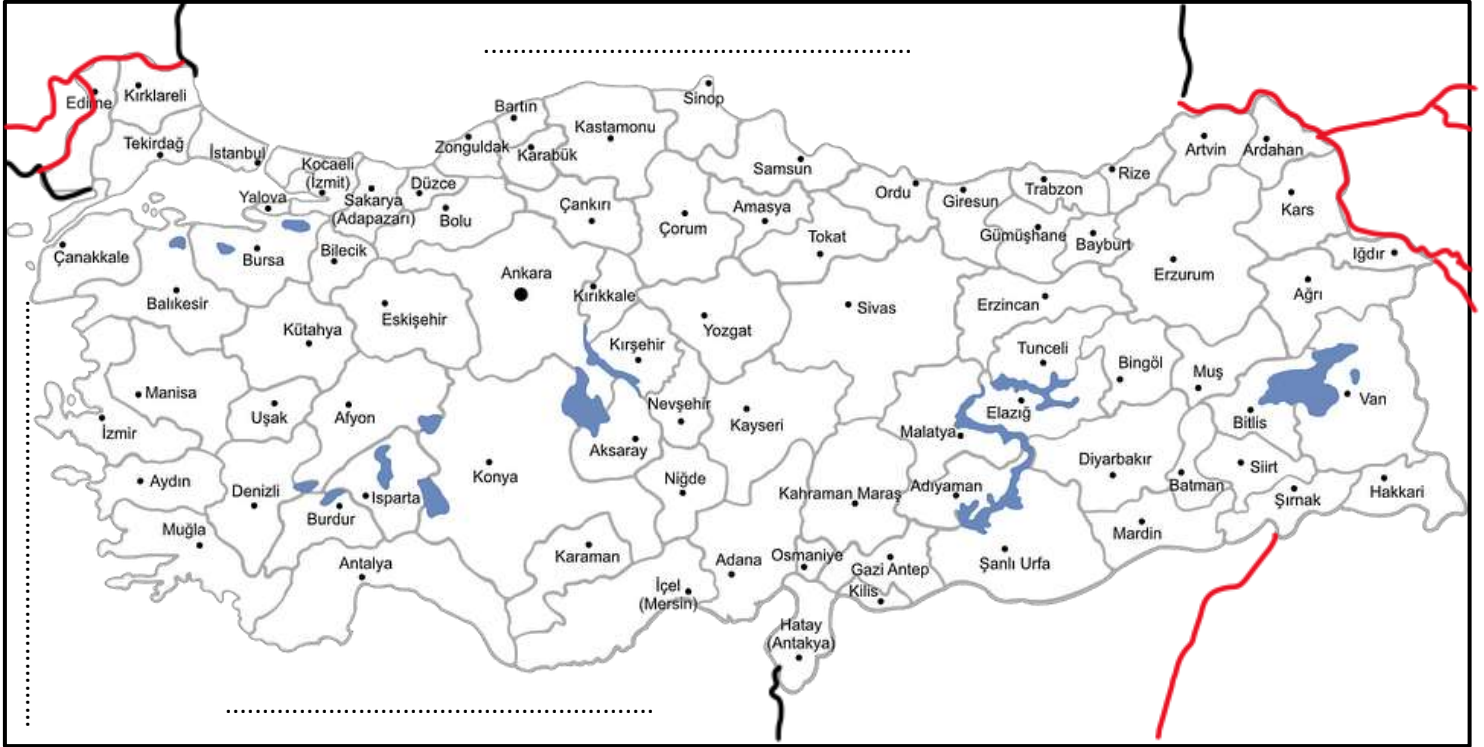 Sinop
Edirne
Kırklareli
Bartın
Kastamonu
Zonguldak
Karabük
Tekirdağ
İstanbul
Kocaeli
(İzmit)
Samsun
Artvin
Ardahan
Rize
Trabzon
Ordu
Giresun
Düzce
Yalova
Sakarya
(Adapazarı)
Bolu
Çankırı
Çorum
Amasya
Tokat
Gümüşhane
Bayburt
Kars
Iğdır
Çanakkale
Bursa
Bilecik
Ankara
Kırıkkale
Erzurum
Ağrı
Balıkesir
Kütahya
Eskişehir
Yozgat
Sivas
Erzincan
Kırşehir
Tunceli
Bingöl
Muş
Manisa
Uşak
Afyon
Nevşehir
Kayseri
Elazığ
Bitlis
Van
İzmir
Malatya
Aksaray
Aydın
Denizli
Konya
Niğde
Diyarbakır
Siirt
Batman
Isparta
Burdur
Kahraman Maraş
Adıyaman
Şırnak
Hakkari
Muğla
Mardin
Antalya
Karaman
Adana
Osmaniye
Gazi Antep
Şanlı Urfa
İçel
(Mersin)
Kilis
Hatay
(Antakya)